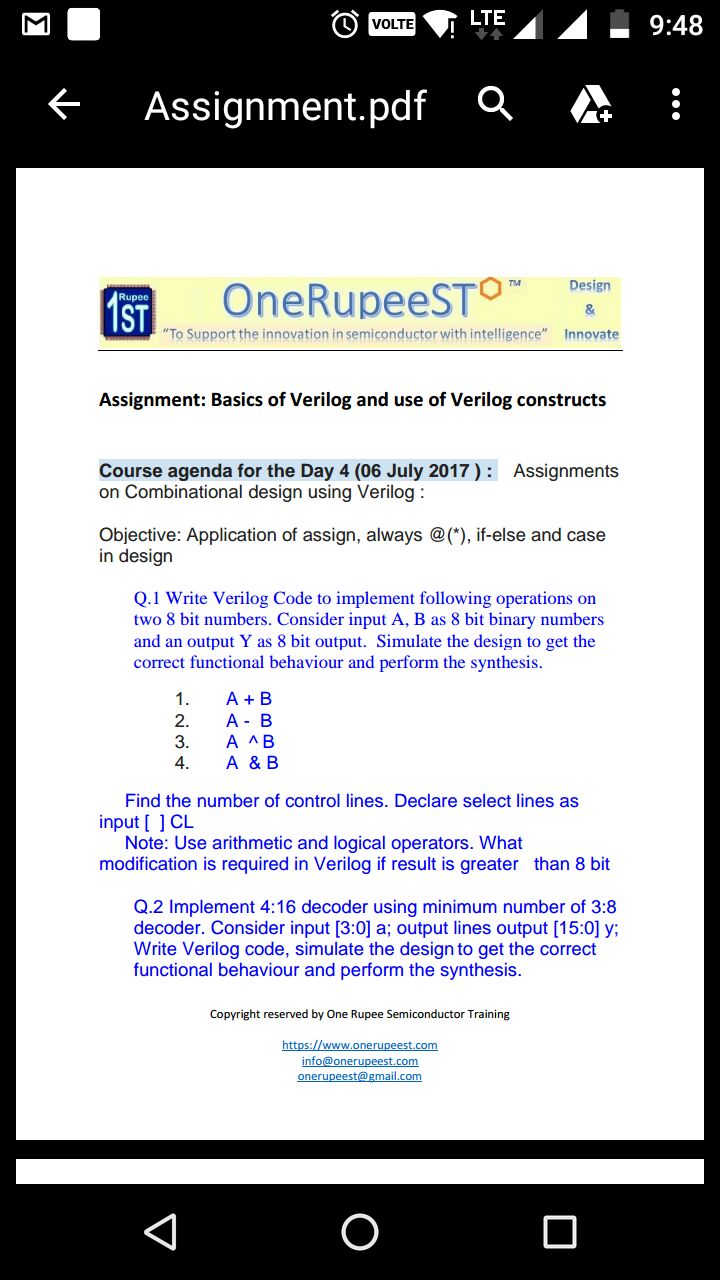 VOLTE LTE 9:48
Assignment.pdf
Rupee
1ST
OneRupeeST TM
"To Support the innovation in semiconductor with intelligence"
Design
&
Innovate
Assignment: Basics of Verilog and use of Verilog constructs
Course agenda for the Day 4 (06 July 2017 ) : Assignments
on Combinational design using Verilog :
Objective: Application of assign, always @(*), if-else and case
in design
Q.1 Write Verilog Code to implement following operations on
two 8 bit numbers. Consider input A, B as 8 bit binary numbers
and an output Y as 8 bit output. Simulate the design to get the
correct functional behaviour and perform the synthesis.
1. A + B
2. A - B
3. A ^ B
4. A & B
Find the number of control lines. Declare select lines as
input [ ] CL
Note: Use arithmetic and logical operators. What
modification is required in Verilog if result is greater than 8 bit
Q.2 Implement 4:16 decoder using minimum number of 3:8
decoder. Consider input [3:0] a; output lines output [15:0] y;
Write Verilog code, simulate the design to get the correct
functional behaviour and perform the synthesis.
Copyright reserved by One Rupee Semiconductor Training
https://www.onerupeest.com
info@onerupeest.com
onerupeest@gmail.com